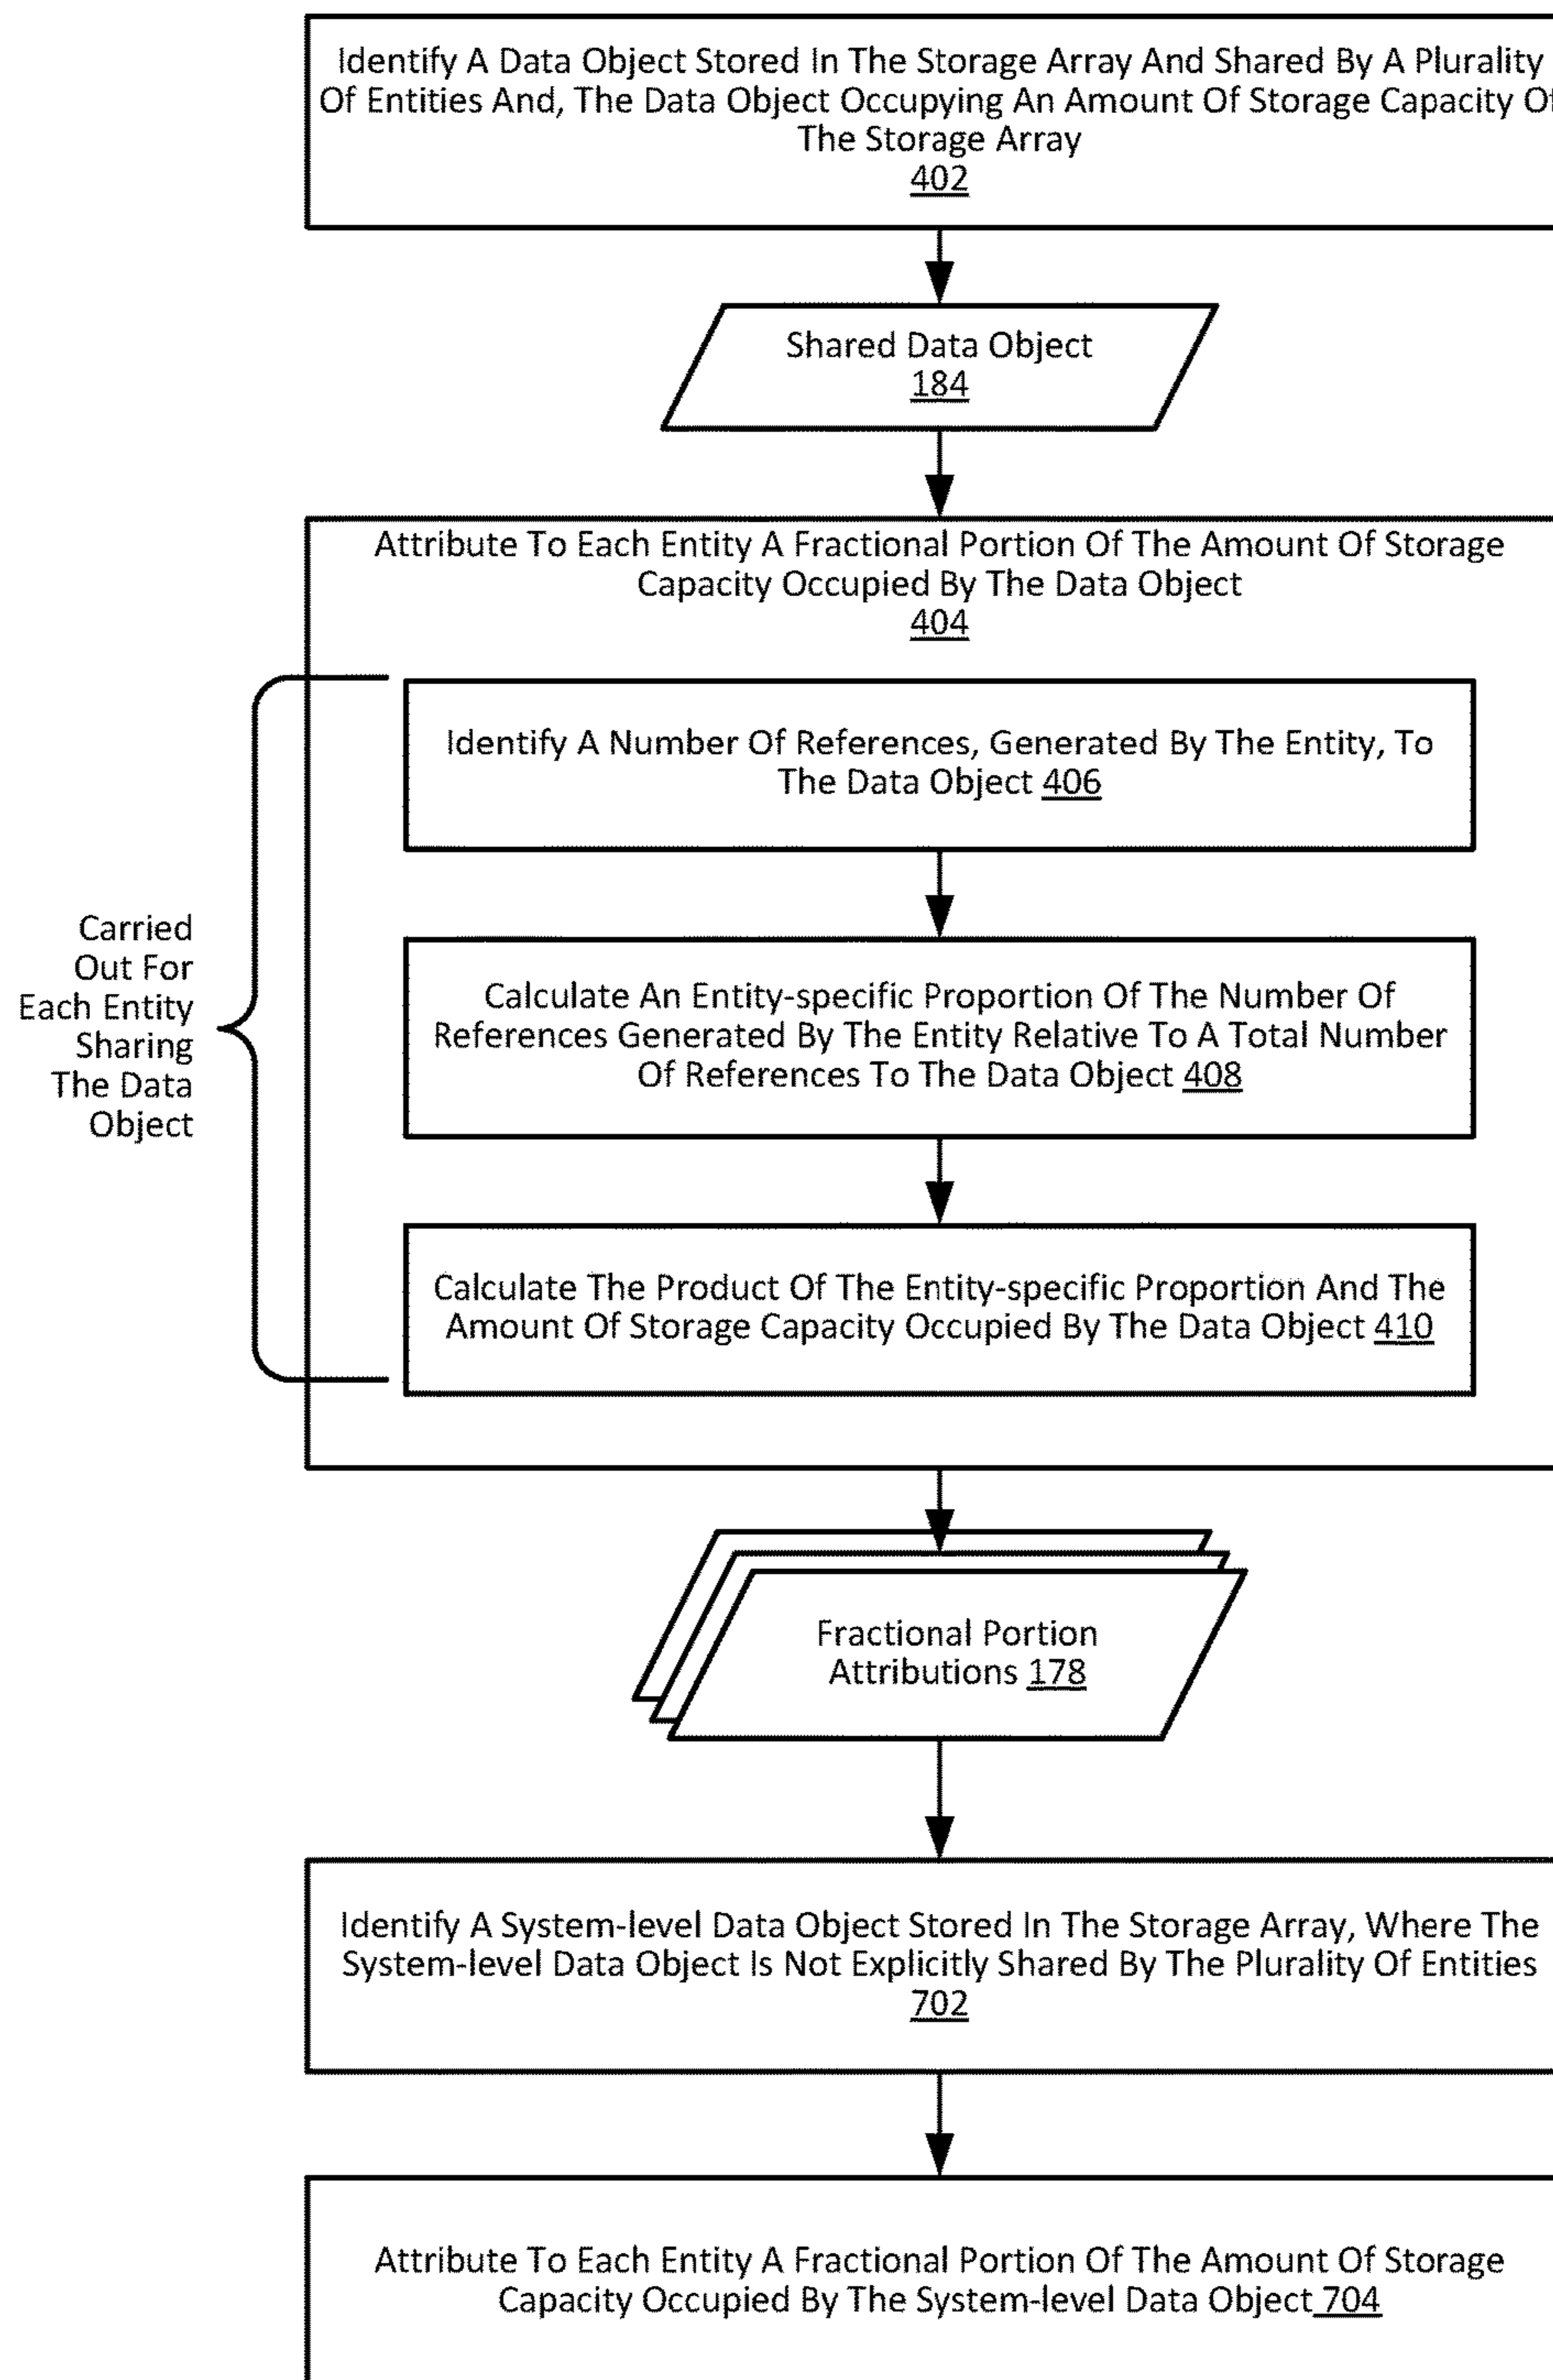 Identify A Data Object Stored In The Storage Array And Shared By A Plurality
Of Entities And, The Data Object Occupying An Amount Of Storage Capacity Of
The Storage Array
402
Shared Data Object
184
Attribute To Each Entity A Fractional Portion Of The Amount Of Storage
Capacity Occupied By The Data Object
404
Identify A Number Of References, Generated By The Entity, To
The Data Object 406
Carried
Out For
Each Entity
Sharing
The Data
Object
Calculate An Entity-specific Proportion Of The Number Of
References Generated By The Entity Relative To A Total Number
Of References To The Data Object 408
Calculate The Product Of The Entity-specific Proportion And The
Amount Of Storage Capacity Occupied By The Data Object 410
Fractional Portion
Attributions 178
Identify A System-level Data Object Stored In The Storage Array, Where The
System-level Data Object Is Not Explicitly Shared By The Plurality Of Entities
702
Attribute To Each Entity A Fractional Portion Of The Amount Of Storage
Capacity Occupied By The System-level Data Object 704